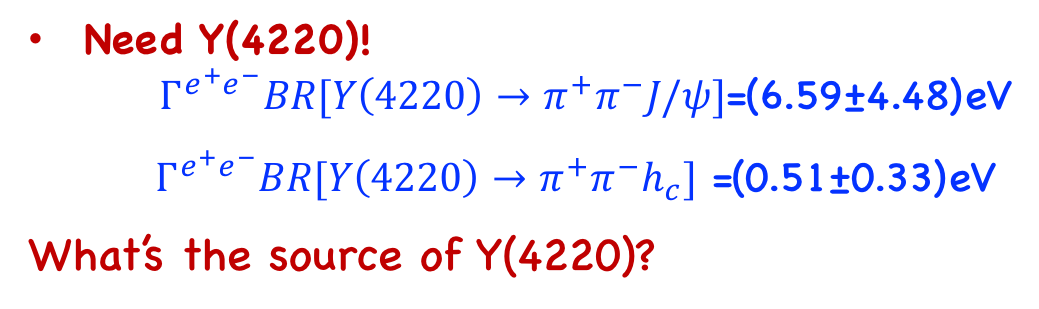 • Need Y(4220)!
Γ^{e⁺e⁻} BR[Y(4220) → π⁺π⁻J/ψ]=(6.59±4.48)eV
Γ^{e⁺e⁻} BR[Y(4220) → π⁺π⁻h_c] =(0.51±0.33)eV
What's the source of Y(4220)?